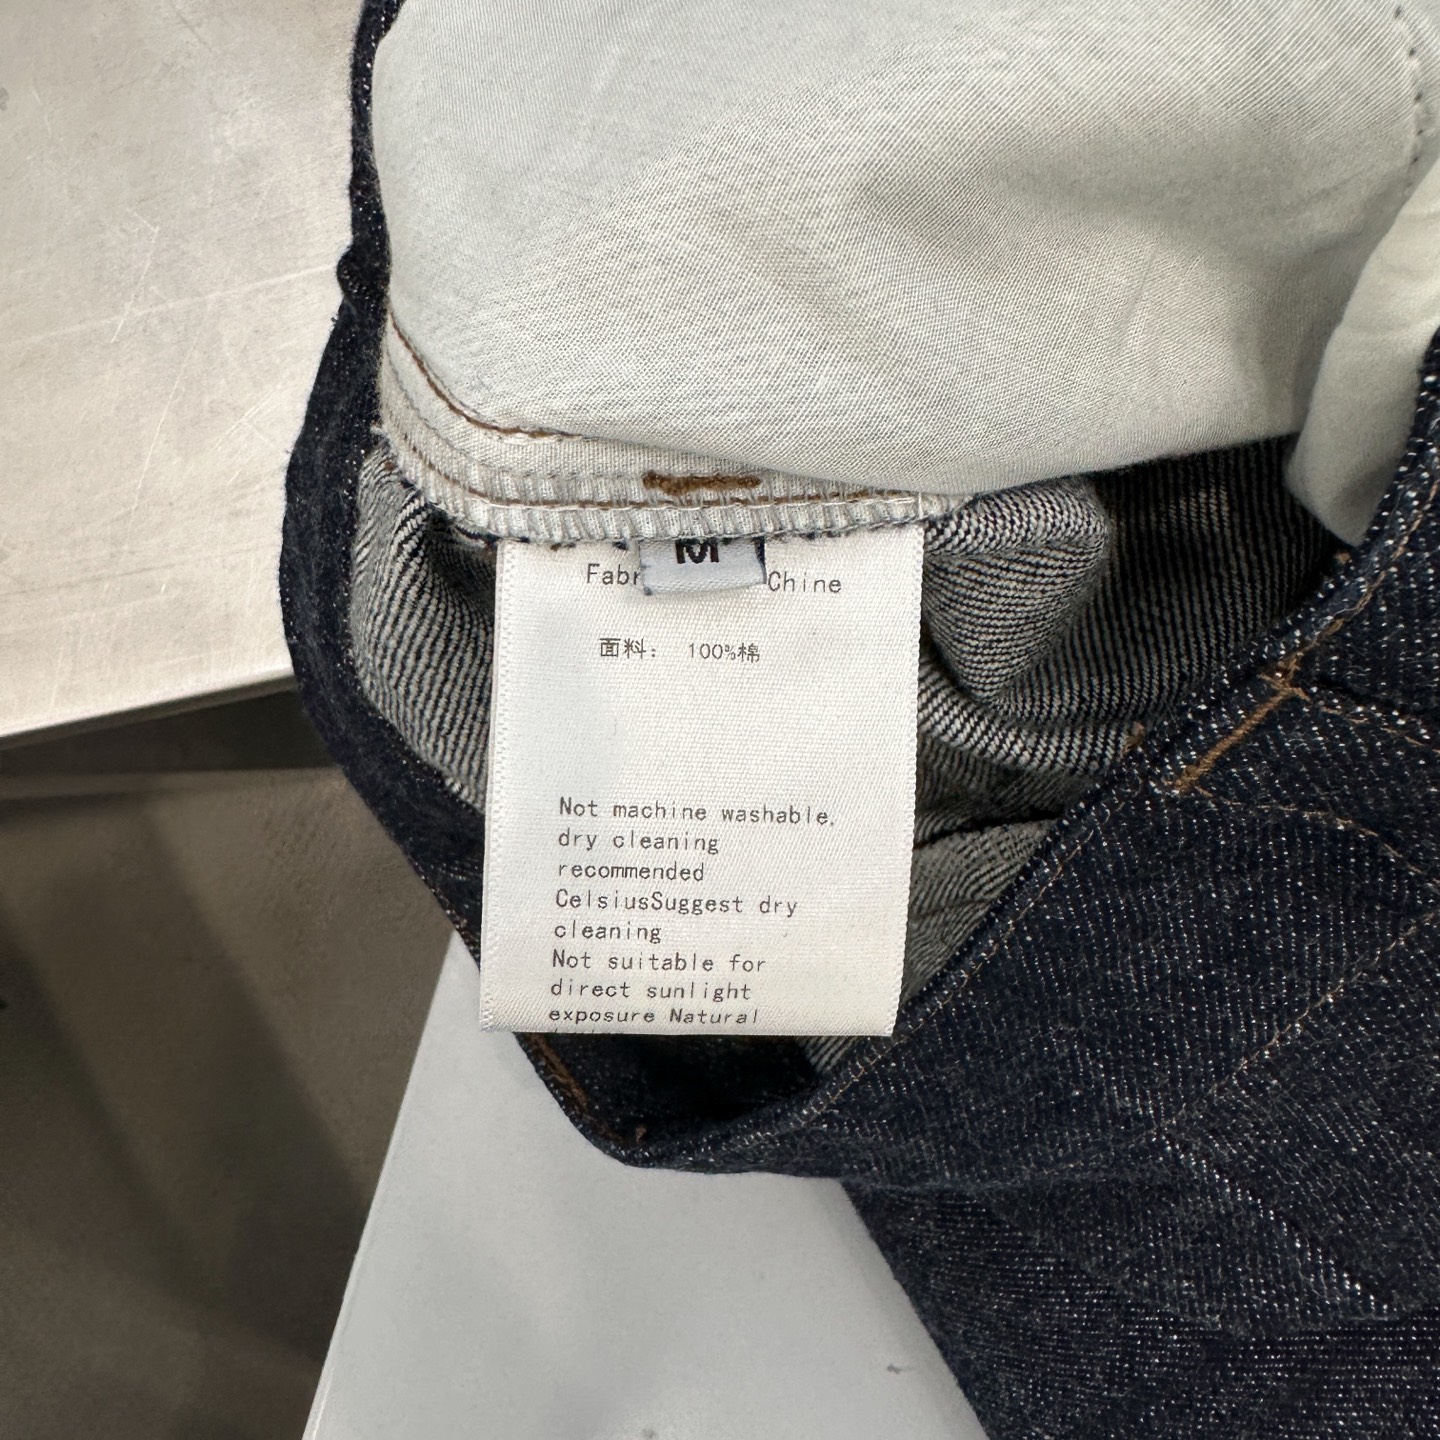 M
Chine
面料: 100%棉
Not machine washable,
dry cleaning
recommended
CelsiusSuggest dry
cleaning
Not suitable for
direct sunlight
exposure Natural